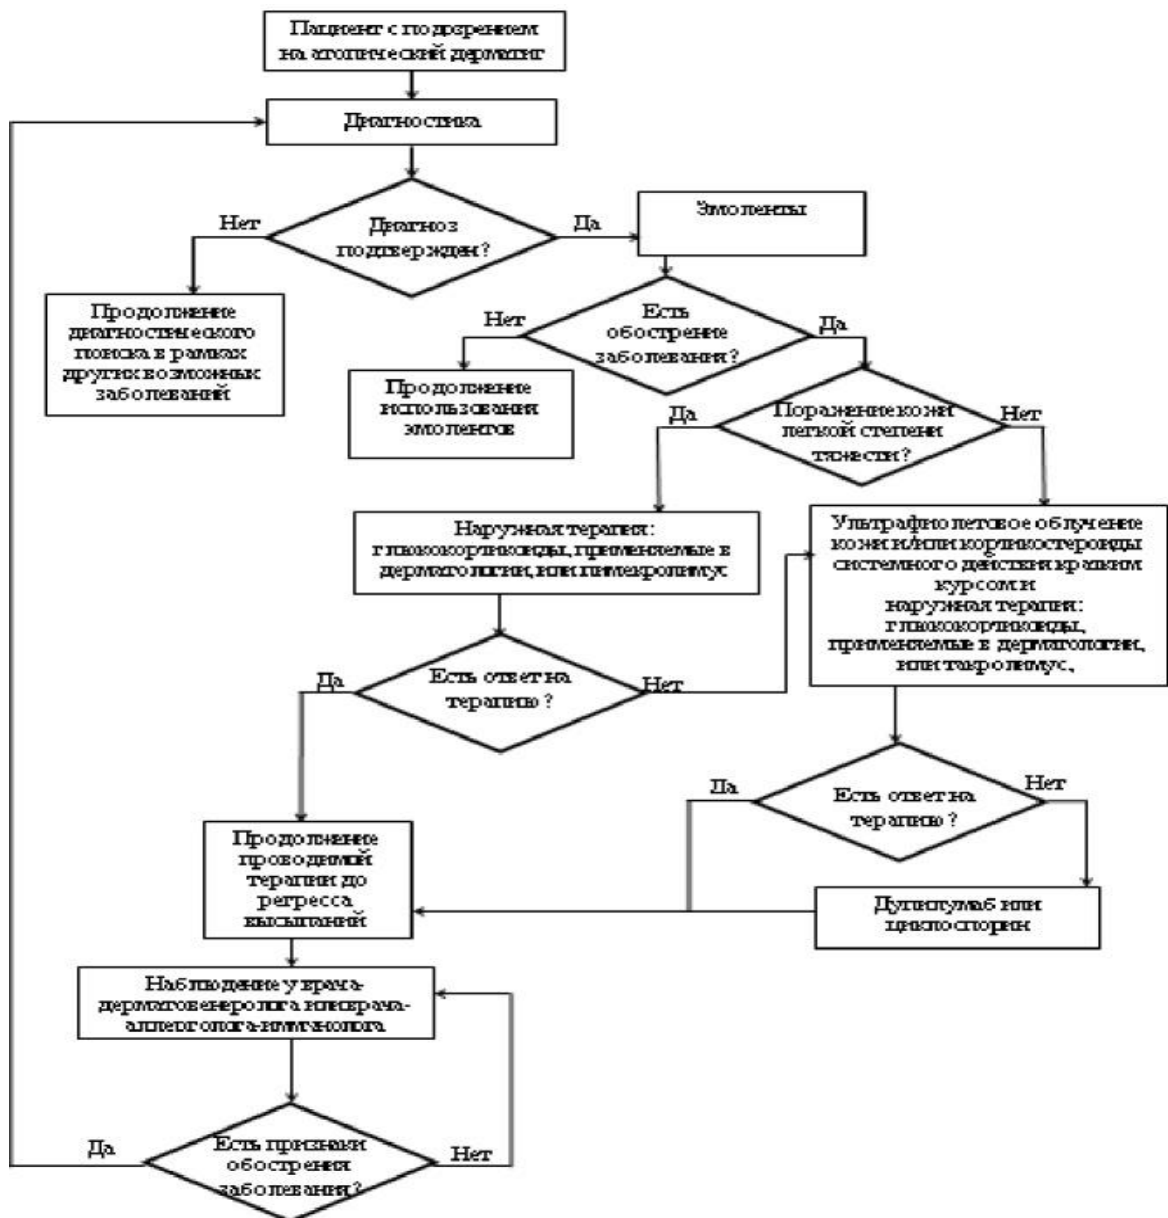 Пациент с подозрением
на атопический дерматит
Диагностика
Диагноз
подтвержден?
Нет
Да
Эмоленты
Продолжение
диагностического
поиска в рамках
других возможных
заболеваний
Есть
обострение
заболевания?
Нет
Да
Продолжение
использования
эмолентов
Поражение кожи
легкой степени
тяжести?
Да
Нет
Наружная терапия:
глюкокортикоиды, применяемые в
дерматологии, или пимекролимус
Ультрафиолетовое облучение
кожи и/или кортикостероиды
системного действия кратким
курсом и
наружная терапия:
глюкокортикоиды,
применяемые в дерматологии,
или такролимус.
Есть ответ на
терапию?
Да
Нет
Есть ответ на
терапию?
Да
Нет
Продолжение
проводимой
терапии до
регресса
высыпаний
Дупилумаб или
циклоспорин
Наблюдение у врача-
дерматовенеролога или врача-
аллерголога-иммунолога
Есть признаки
обострения
заболевания?
Да
Нет